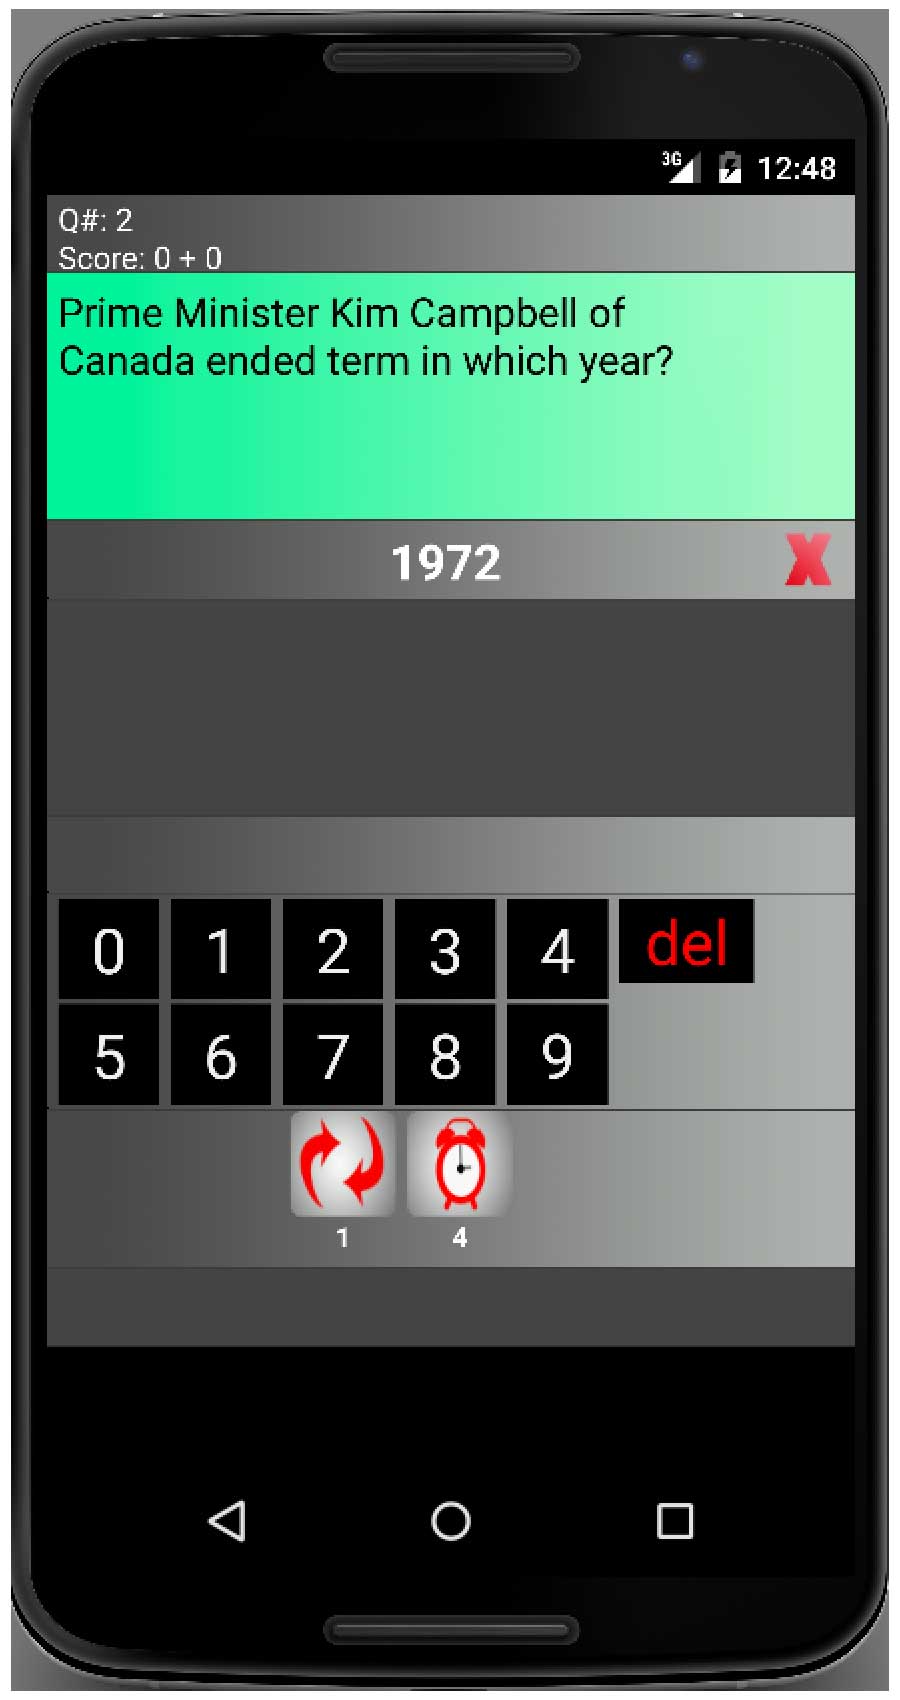 3G 12:48
Q#: 2
Score: 0 + 0
Prime Minister Kim Campbell of
Canada ended term in which year?
1972 X
0 1 2 3 4 del
5 6 7 8 9
1 4